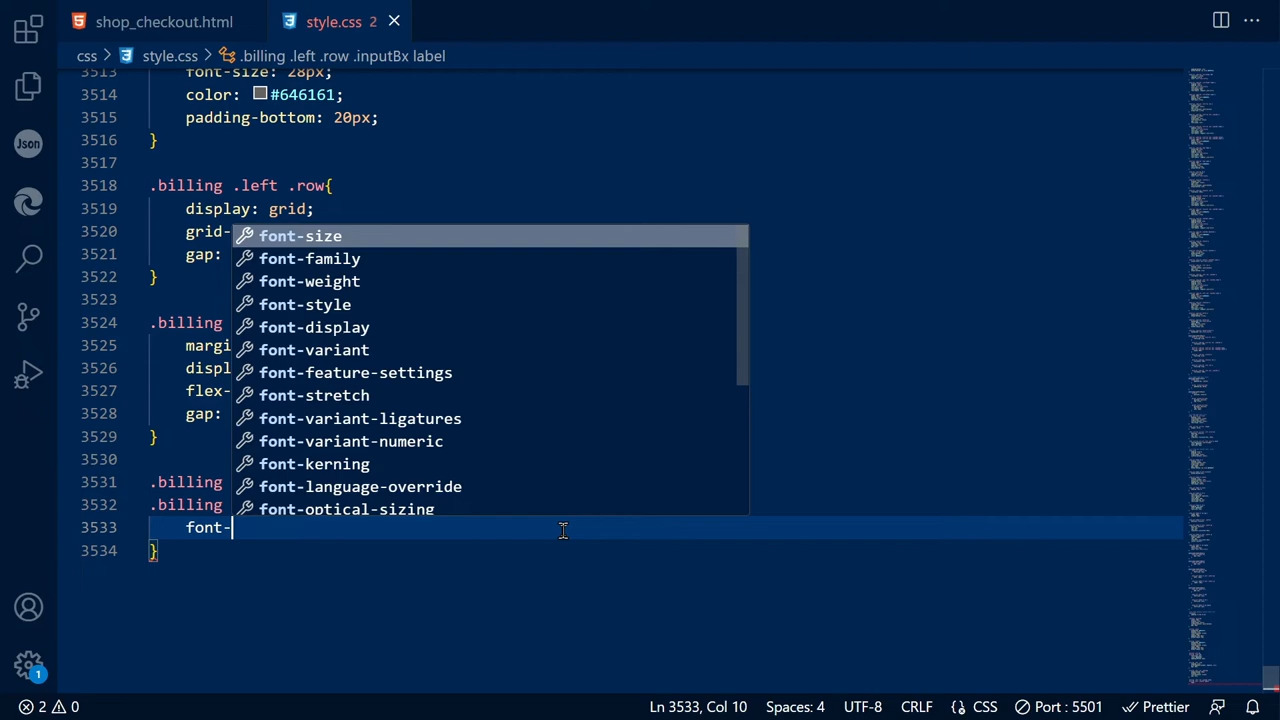 shop_checkout.html
style.css 2
css > style.css > .billing .left .row .inputBx label
3513 font-size: 28px;
3514 color: #646161;
3515 padding-bottom: 20px;
3516 }
3517
3518 .billing .left .row{
3519 display: grid;
3520 grid-
3521 gap:
3522 }
3523
3524 .billing
3525 margi
3526 displ
3527 flex-
3528 gap:
3529 }
3530
3531 .billing
3532 .billing
3533 font-
3534 }
font-size
font-family
font-weight
font-style
font-display
font-variant
font-feature-settings
font-stretch
font-variant-ligatures
font-variant-numeric
font-kerning
font-language-override
font-optical-sizing
Json
1
2 0
Ln 3533, Col 10
Spaces: 4
UTF-8
CRLF
{} CSS
Port : 5501
Prettier